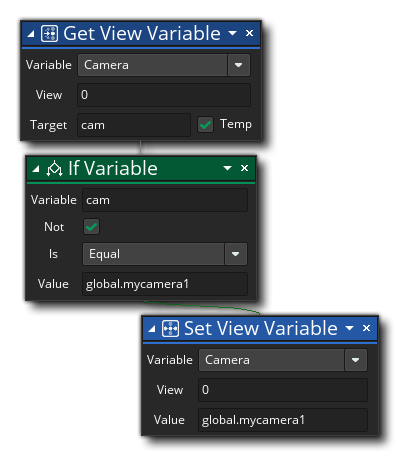 Get View Variable
Variable Camera
View 0
Target cam Temp
If Variable
Variable cam
Not
Is Equal
Value global.mycamera1
Set View Variable
Variable Camera
View 0
Value global.mycamera1